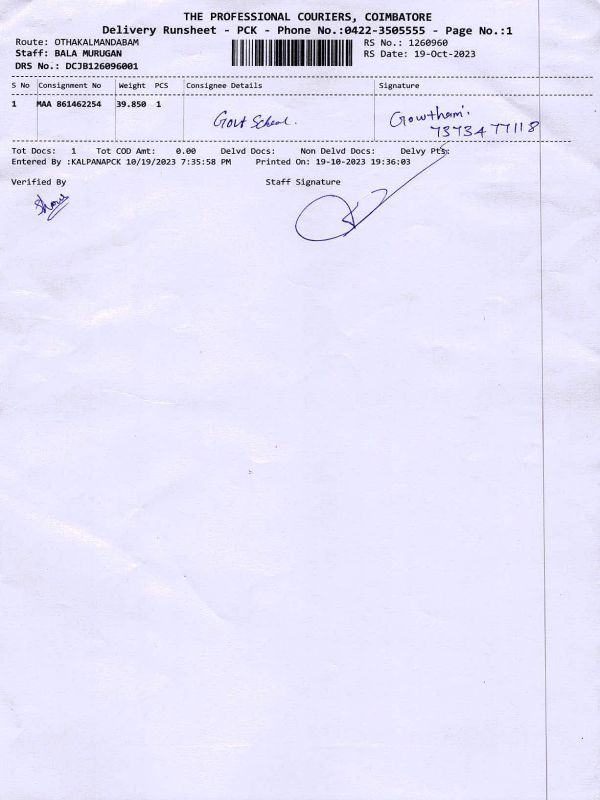 THE PROFESSIONAL COURIERS, COIMBATORE
Delivery Runsheet - PCK - Phone No.:0422-3505555 - Page No.:1
Route: OTHAKALMANDABAM RS No.: 1260960
Staff: BALA MURUGAN RS Date: 19-Oct-2023
DRS No.: DCJB126096001
S No Consignment No Weight PCS Consignee Details Signature
1 MAA 861462254 39.850 1
Govt School. Gowtham.
7373477118
Tot Docs: 1 Tot COD Amt: 0.00 Delvd Docs: Non Delvd Docs: Delvy Pts:
Entered By :KALPANAPCK 10/19/2023 7:35:58 PM Printed On: 19-10-2023 19:36:03
Verified By Staff Signature